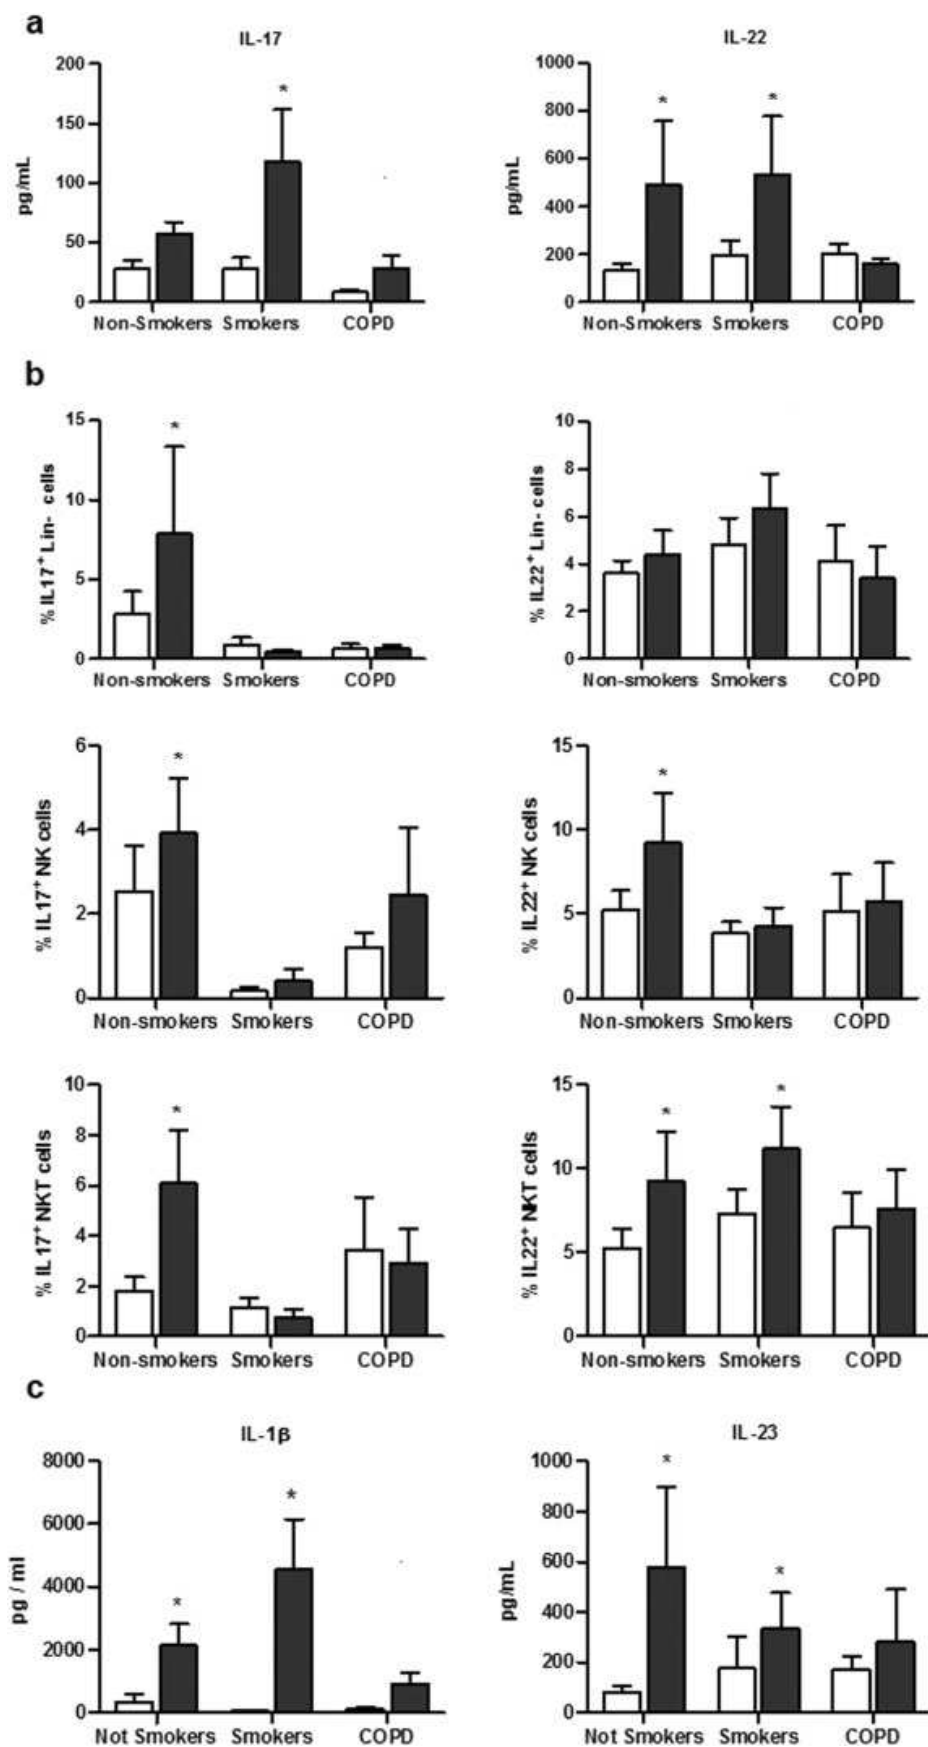 a
IL-17
200
150
100
50
0
pg/mL
*
Non-Smokers Smokers COPD
IL-22
1000
800
600
400
200
0
pg/mL
* *
Non-Smokers Smokers COPD
b
15
10
5
0
% IL17+ Lin- cells
*
Non-smokers Smokers COPD
10
8
6
4
2
0
% IL22+ Lin- cells
Non-smokers Smokers COPD
6
4
2
0
% IL17+ NK cells
*
Non-smokers Smokers COPD
15
10
5
0
% IL22+ NK cells
*
Non-smokers Smokers COPD
10
8
6
4
2
0
% IL17+ NKT cells
*
Non-smokers Smokers COPD
15
10
5
0
% IL22+ NKT cells
* *
Non-smokers Smokers COPD
c
IL-1β
8000
6000
4000
2000
0
pg / ml
* *
Not Smokers Smokers COPD
IL-23
1000
800
600
400
200
0
pg/mL
* *
Not Smokers Smokers COPD